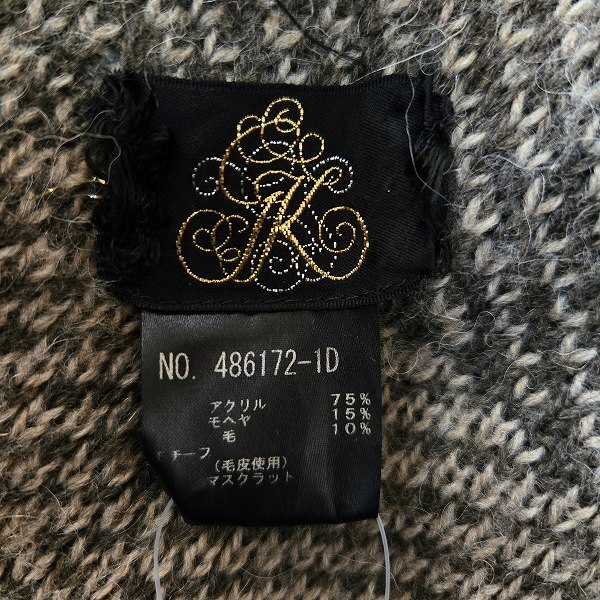 K
NO. 486172-1D
アクリル 75%
モヘヤ 15%
毛 10%
モチーフ
(毛皮使用)
マスクラット